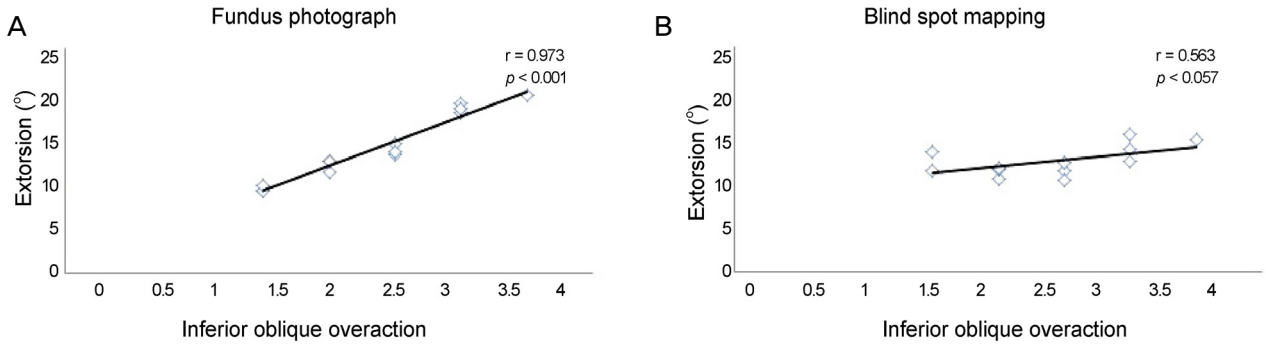 A
Fundus photograph
r = 0.973
p < 0.001
25
20
15
10
5
0
Extorsion (°)
0 0.5 1 1.5 2 2.5 3 3.5 4
Inferior oblique overaction
B
Blind spot mapping
r = 0.563
p < 0.057
25
20
15
10
5
0
Extorsion (°)
0 0.5 1 1.5 2 2.5 3 3.5 4
Inferior oblique overaction